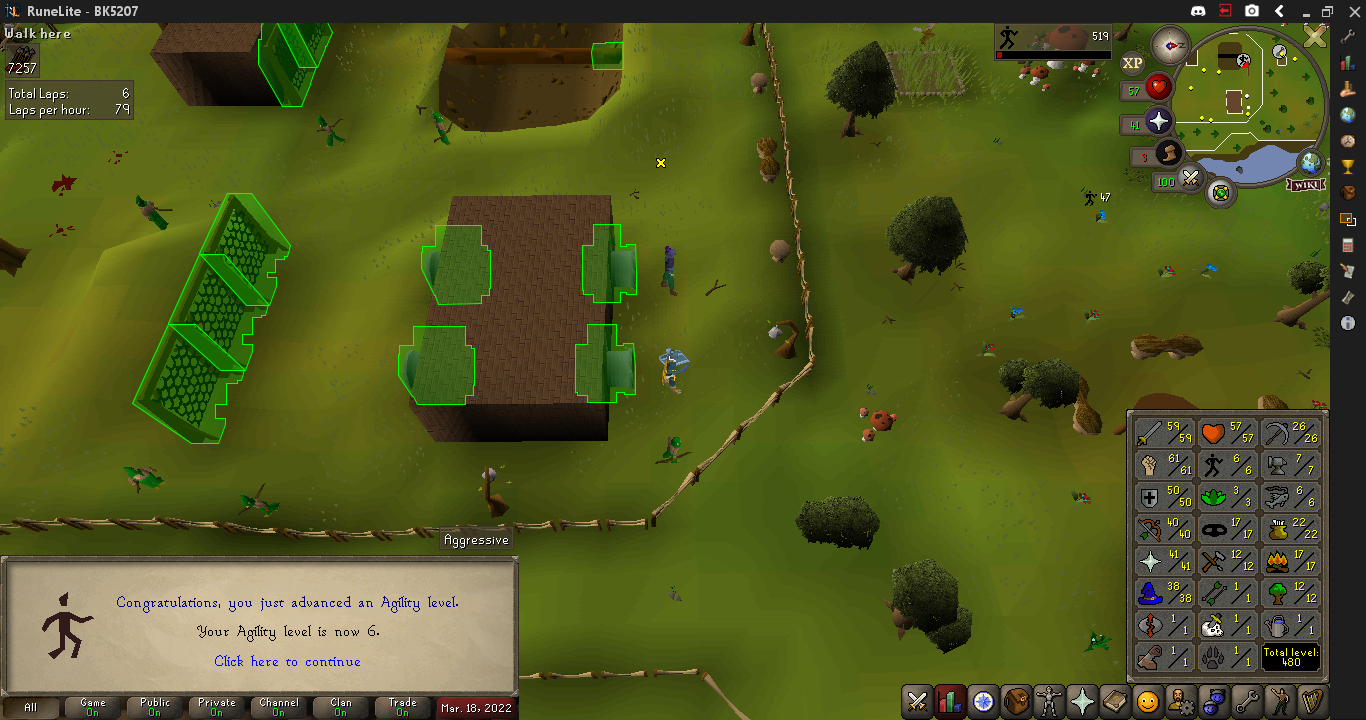 RuneLite - BK5207
Walk here
7257
Total Laps: 6
Laps per hour: 79
519
XP
57
41
3
100
WIKI
47
59 59
57 57
26 26
61 61
6 6
7 7
50 50
3 3
6 6
40 40
17 17
22 22
41 41
12 12
17 17
38 38
1 1
12 12
1 1
1 1
1 1
1 1
1 1
Total level:
480
Aggressive
Congratulations, you just advanced an Agility level.
Your Agility level is now 6.
Click here to continue
All
Game
On
Public
On
Private
On
Channel
On
Clan
On
Trade
On
Mar. 18, 2022